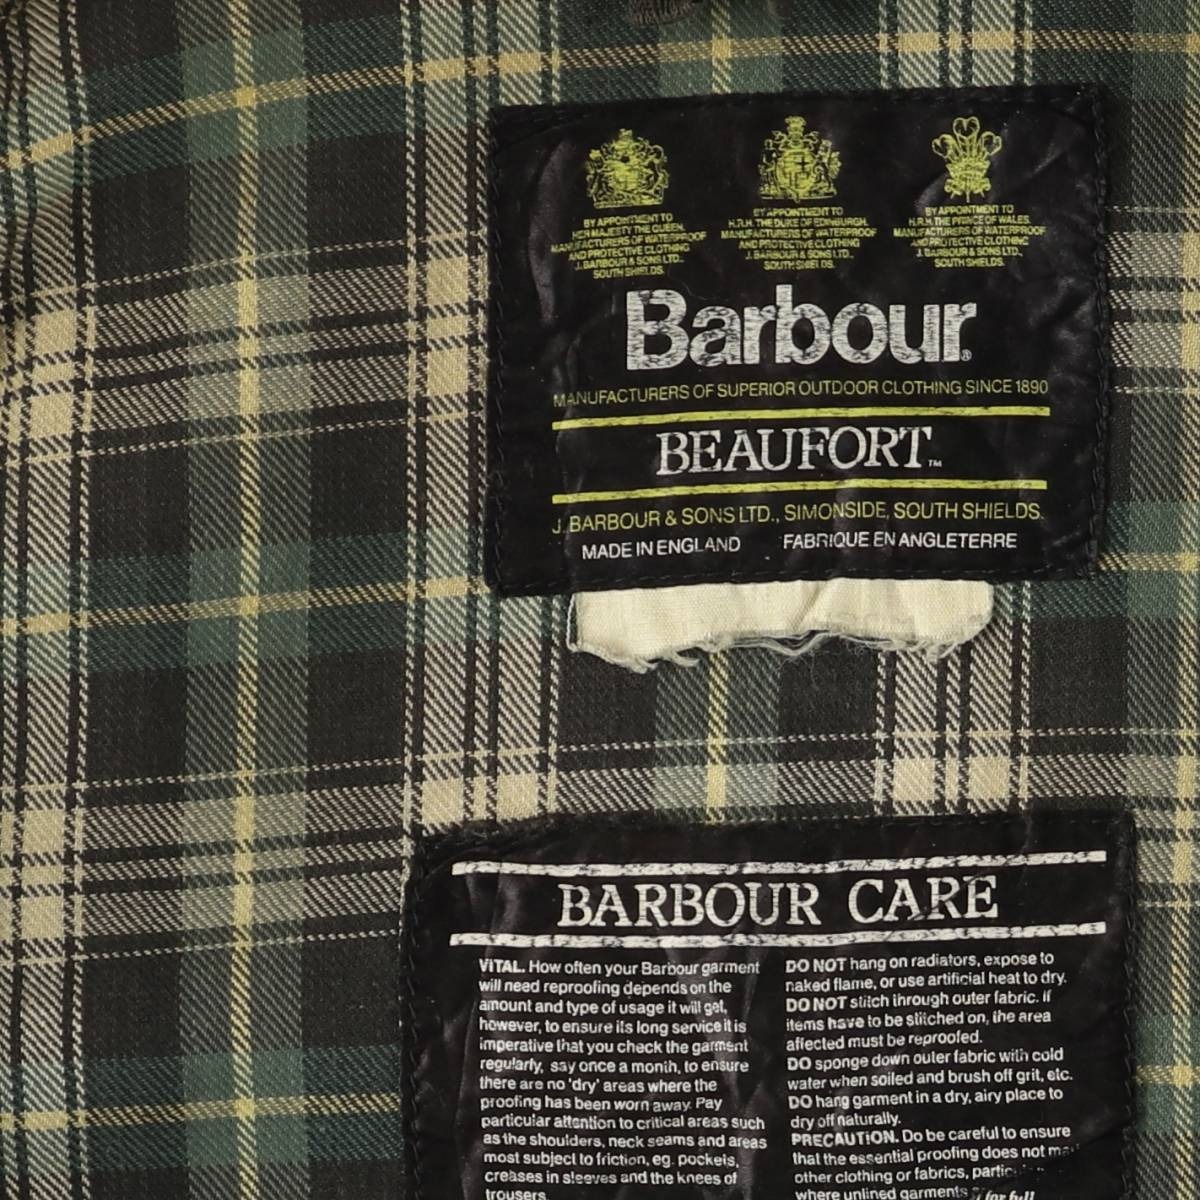 BY APPOINTMENT TO
HER MAJESTY THE QUEEN.
MANUFACTURERS OF WATERPROOF
AND PROTECTIVE CLOTHING
J. BARBOUR & SONS LTD.,
SOUTH SHIELDS.
BY APPOINTMENT TO
H.R.H. THE DUKE OF EDINBURGH.
MANUFACTURERS OF WATERPROOF
AND PROTECTIVE CLOTHING
J. BARBOUR & SONS LTD.,
SOUTH SHIELDS.
BY APPOINTMENT TO
H.R.H. THE PRINCE OF WALES.
MANUFACTURERS OF WATERPROOF
AND PROTECTIVE CLOTHING
J. BARBOUR & SONS LTD.,
SOUTH SHIELDS.
Barbour®
MANUFACTURERS OF SUPERIOR OUTDOOR CLOTHING SINCE 1890
BEAUFORT™
J. BARBOUR & SONS LTD., SIMONSIDE, SOUTH SHIELDS.
MADE IN ENGLAND FABRIQUE EN ANGLETERRE
BARBOUR CARE
VITAL. How often your Barbour garment
will need reproofing depends on the
amount and type of usage it will get,
however, to ensure its long service it is
imperative that you check the garment
regularly, say once a month, to ensure
there are no 'dry' areas where the
proofing has been worn away. Pay
particular attention to critical areas such
as the shoulders, neck seams and areas
most subject to friction, eg. pockets,
creases in sleeves and the knees of
trousers.
DO NOT hang on radiators, expose to
naked flame, or use artificial heat to dry.
DO NOT stitch through outer fabric. If
items have to be stitched on, the area
affected must be reproofed.
DO sponge down outer fabric with cold
water when soiled and brush off grit, etc.
DO hang garment in a dry, airy place to
dry off naturally.
PRECAUTION. Do be careful to ensure
that the essential proofing does not
other clothing or fabrics,
where unlined garments for full